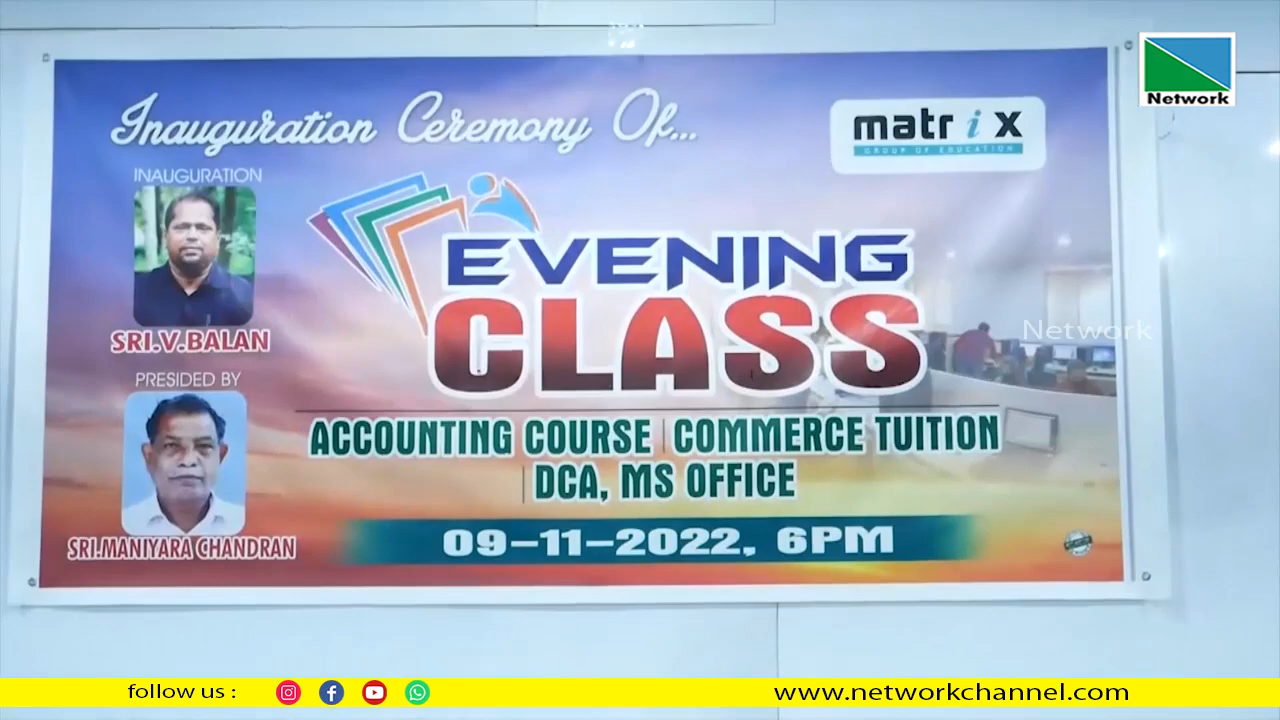 Inauguration Ceremony Of...
matrix
GROUP OF EDUCATION
Network
INAUGURATION
SRI.V.BALAN
PRESIDED BY
SRI.MANIYARA CHANDRAN
EVENING
CLASS
ACCOUNTING COURSE | COMMERCE TUITION
| DCA, MS OFFICE
09-11-2022, 6PM
Network
follow us :
www.networkchannel.com